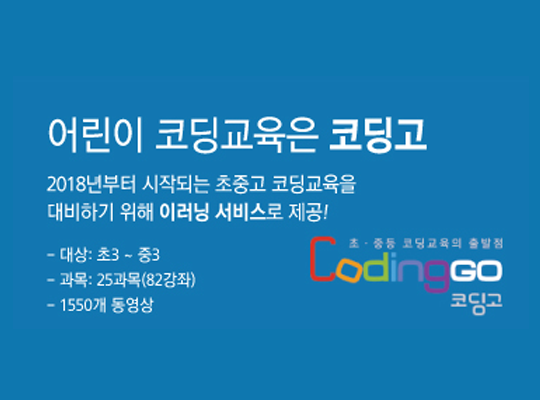 어린이 코딩교육은 코딩고
2018년부터 시작되는 초중고 코딩교육을
대비하기 위해 이러닝 서비스로 제공!
- 대상: 초3 ~ 중3
- 과목: 25과목(82강좌)
- 1550개 동영상
초 · 중등 코딩교육의 출발점
CodingGO
코딩고